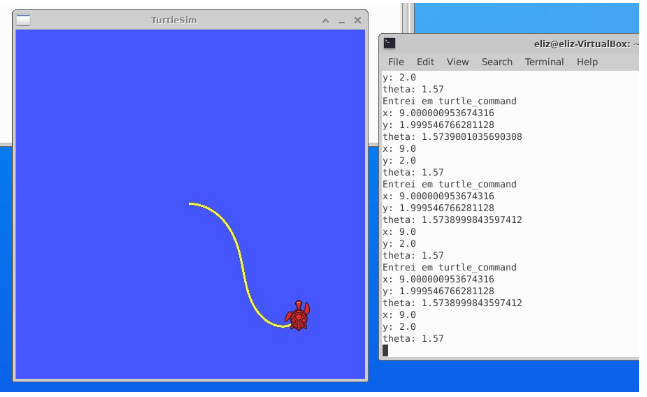 TurtleSim
eliz@eliz-VirtualBox: ~
File Edit View Search Terminal Help
y: 2.0
theta: 1.57
Entrei em turtle_command
x: 9.000000953674316
y: 1.999546766281128
theta: 1.5739001035690308
x: 9.0
y: 2.0
theta: 1.57
Entrei em turtle_command
x: 9.000000953674316
y: 1.999546766281128
theta: 1.5738999843597412
x: 9.0
y: 2.0
theta: 1.57
Entrei em turtle_command
x: 9.000000953674316
y: 1.999546766281128
theta: 1.5738999843597412
x: 9.0
y: 2.0
theta: 1.57